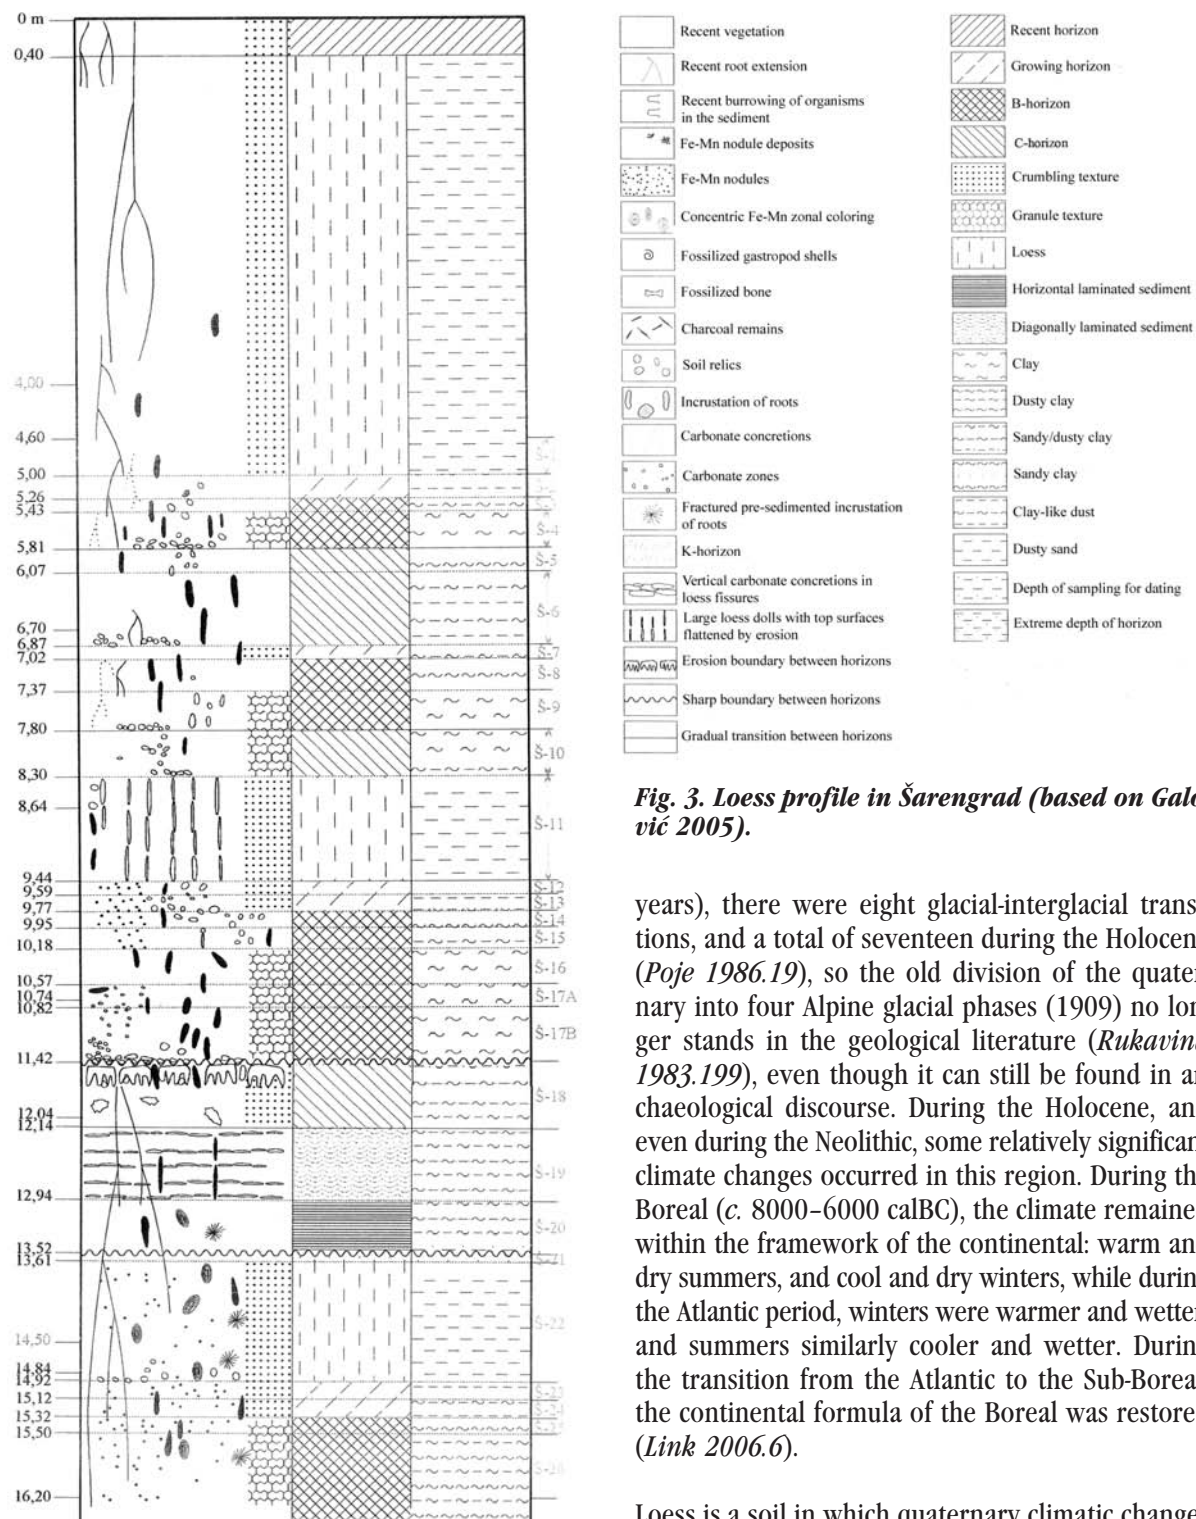 0 m
0,40
4,00
4,60
5,00
5,26
5,43
5,81
6,07
6,70
6,87
7,02
7,37
7,80
8,30
8,64
9,44
9,59
9,77
9,95
10,18
10,57
10,74
10,82
11,42
12,04
12,14
12,94
13,52
13,61
14,50
14,84
14,92
15,12
15,32
15,50
16,20
Š-1
Š-4
Š-5
Š-6
Š-7
Š-8
Š-9
Š-10
Š-11
Š-12
Š-13
Š-14
Š-15
Š-16
Š-17A
Š-17B
Š-18
Š-19
Š-20
Š-21
Š-22
Š-23
Š-24
Recent vegetation
Recent root extension
Recent burrowing of organisms
in the sediment
Fe-Mn nodule deposits
Fe-Mn nodules
Concentric Fe-Mn zonal coloring
Fossilized gastropod shells
Fossilized bone
Charcoal remains
Soil relics
Incrustation of roots
Carbonate concretions
Carbonate zones
Fractured pre-sedimented incrustation
of roots
K-horizon
Vertical carbonate concretions in
loess fissures
Large loess dolls with top surfaces
flattened by erosion
Erosion boundary between horizons
Sharp boundary between horizons
Gradual transition between horizons
Recent horizon
Growing horizon
B-horizon
C-horizon
Crumbling texture
Granule texture
Loess
Horizontal laminated sediment
Diagonally laminated sediment
Clay
Dusty clay
Sandy/dusty clay
Sandy clay
Clay-like dust
Dusty sand
Depth of sampling for dating
Extreme depth of horizon
Fig. 3. Loess profile in Šarengrad (based on Galo
vić 2005).
years), there were eight glacial-interglacial trans
tions, and a total of seventeen during the Holocen
(Poje 1986.19), so the old division of the quater
nary into four Alpine glacial phases (1909) no lon
ger stands in the geological literature (Rukavin
1983.199), even though it can still be found in ar
chaeological discourse. During the Holocene, an
even during the Neolithic, some relatively significan
climate changes occurred in this region. During th
Boreal (c. 8000–6000 calBC), the climate remaine
within the framework of the continental: warm an
dry summers, and cool and dry winters, while durin
the Atlantic period, winters were warmer and wette
and summers similarly cooler and wetter. Durin
the transition from the Atlantic to the Sub-Borea
the continental formula of the Boreal was restore
(Link 2006.6).
Loess is a soil in which quaternary climatic change